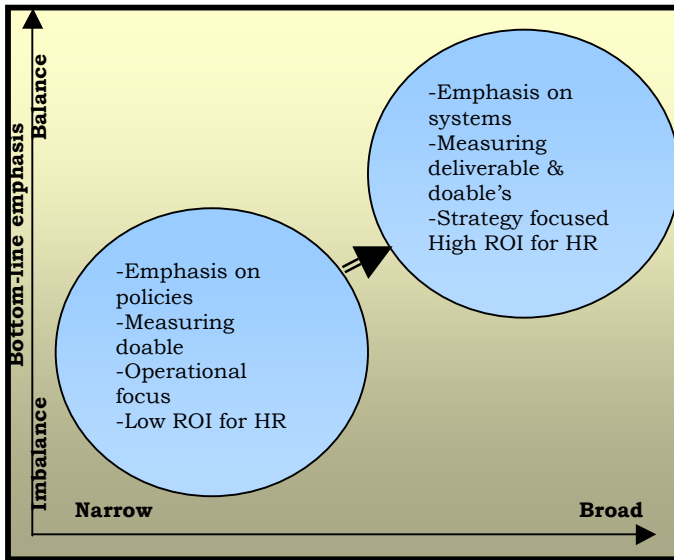 Bottom-line emphasis
Balance
Imbalance
-Emphasis on
systems
-Measuring
deliverable &
doable's
-Strategy focused
High ROI for HR
-Emphasis on
policies
-Measuring
doable
-Operational
focus
-Low ROI for HR
Narrow
Broad